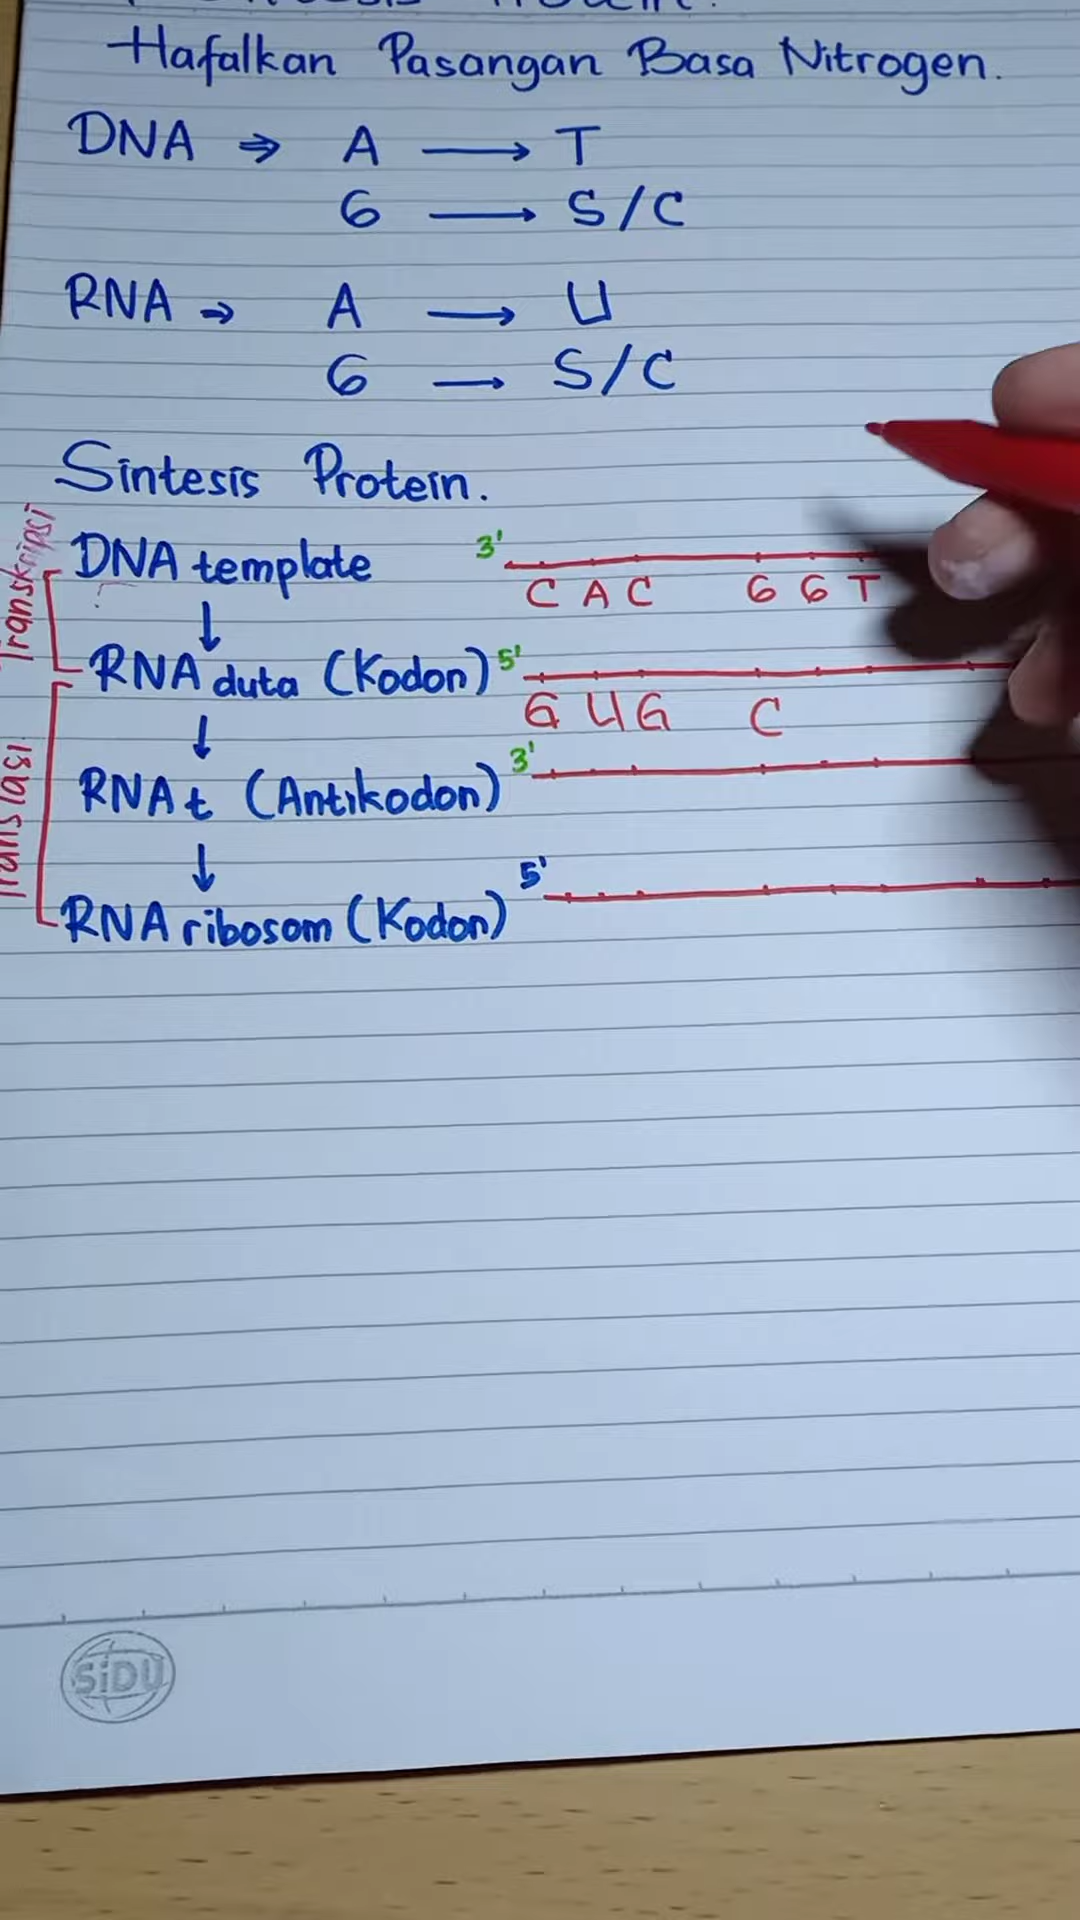 Hafalkan Pasangan Basa Nitrogen.
DNA ⇒ A → T
G → S/C
RNA ⇒ A → U
G → S/C
Sintesis Protein.
Transkripsi
DNA template 3'
C A C G G T
↓
RNA duta (Kodon) 5'
G U G C
↓
Translasi
RNA t (Antikodon) 3'
↓
RNA ribosom (Kodon) 5'
SiDU